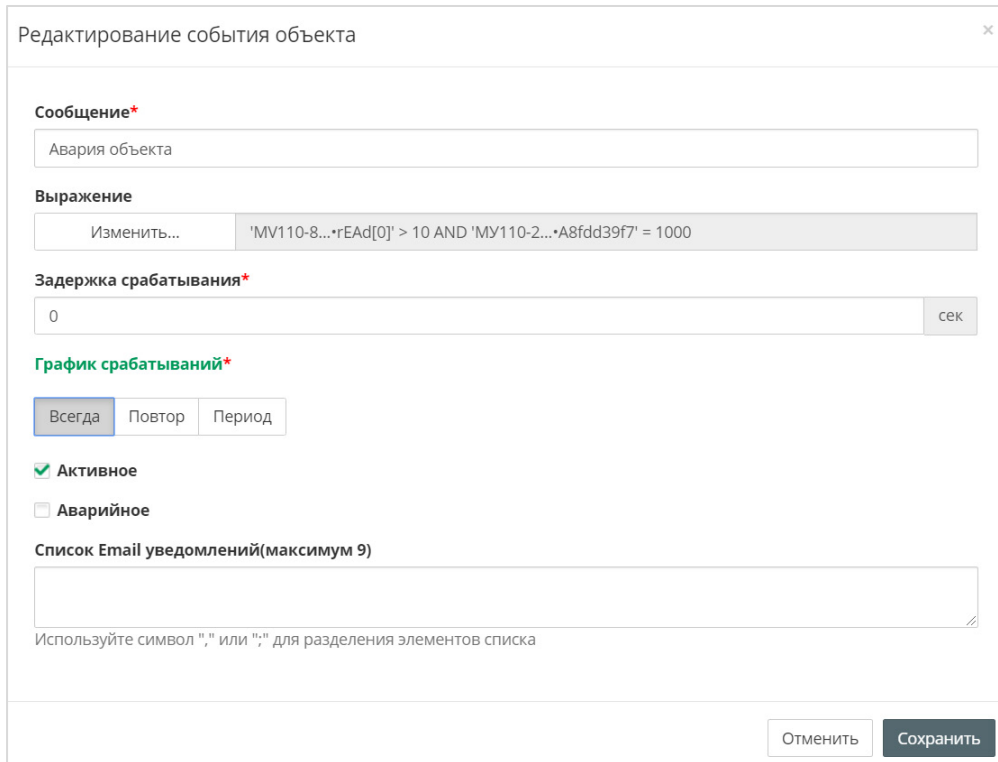 Редактирование события объекта ×
Сообщение*
Авария объекта
Выражение
Изменить... 'MV110-8...•rEAd[0]' > 10 AND 'МУ110-2...•A8fdd39f7' = 1000
Задержка срабатывания*
0 сек
График срабатываний*
Всегда Повтор Период
Активное
Аварийное
Список Email уведомлений(максимум 9)
Используйте символ "," или ";" для разделения элементов списка
Отменить Сохранить